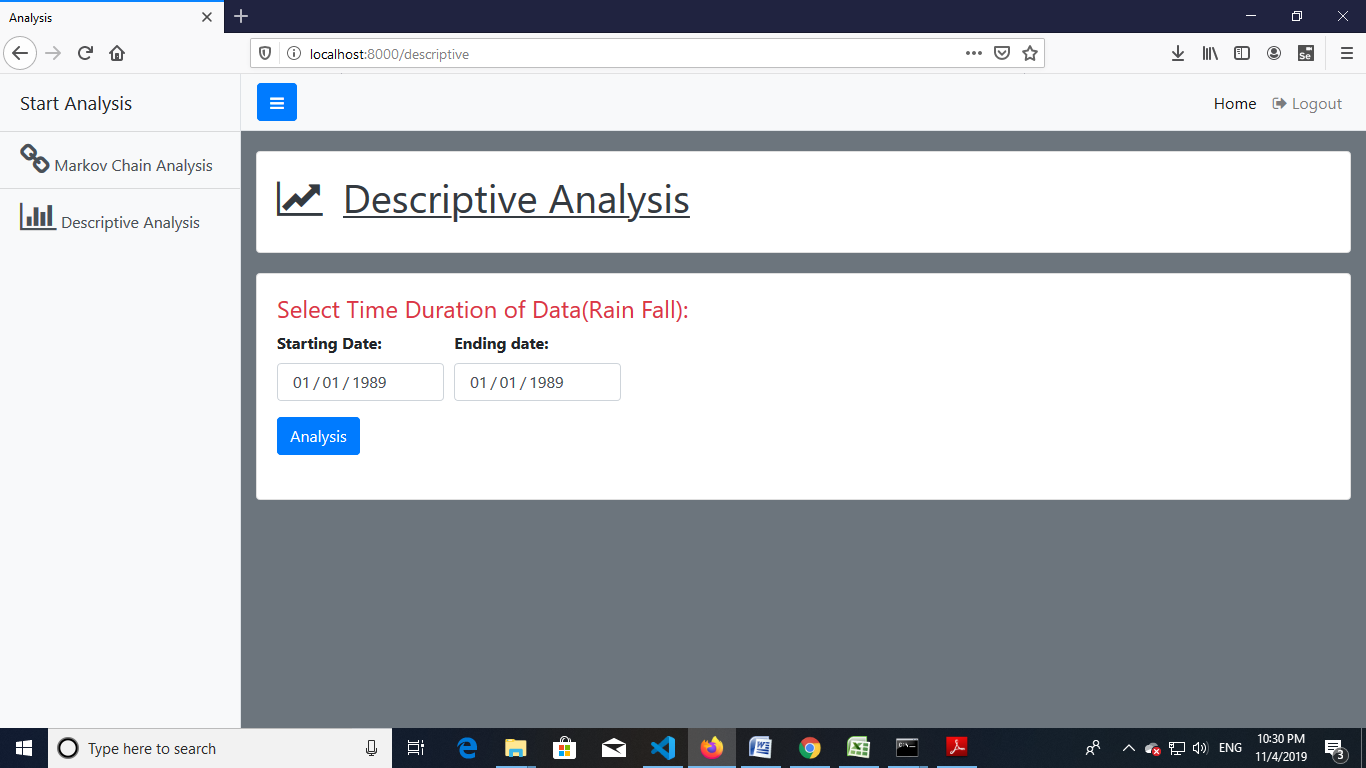 Analysis
localhost:8000/descriptive
Se
Start Analysis
Home Logout
Markov Chain Analysis
Descriptive Analysis
Descriptive Analysis
Select Time Duration of Data(Rain Fall):
Starting Date: Ending date:
01 / 01 / 1989 01 / 01 / 1989
Analysis
Type here to search
ENG
10:30 PM
11/4/2019
3